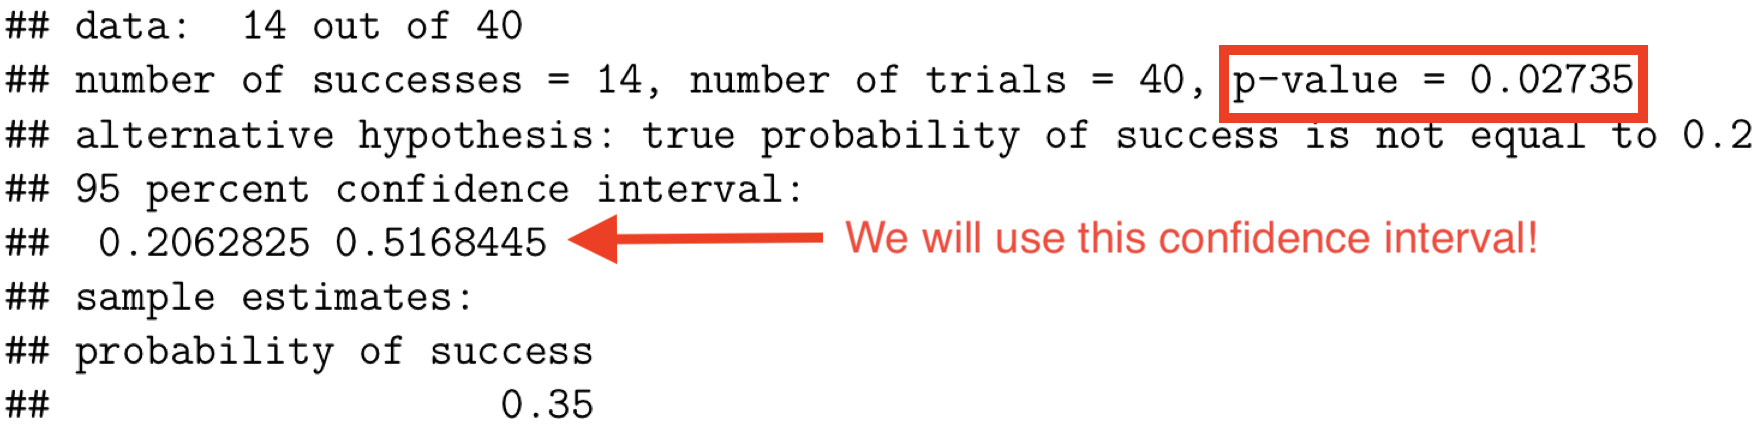 ## data:  14 out of 40
## number of successes = 14, number of trials = 40, p-value = 0.02735
## alternative hypothesis: true probability of success is not equal to 0.2
## 95 percent confidence interval:
##  0.2062825 0.5168445 We will use this confidence interval!
## sample estimates:
## probability of success
##                   0.35